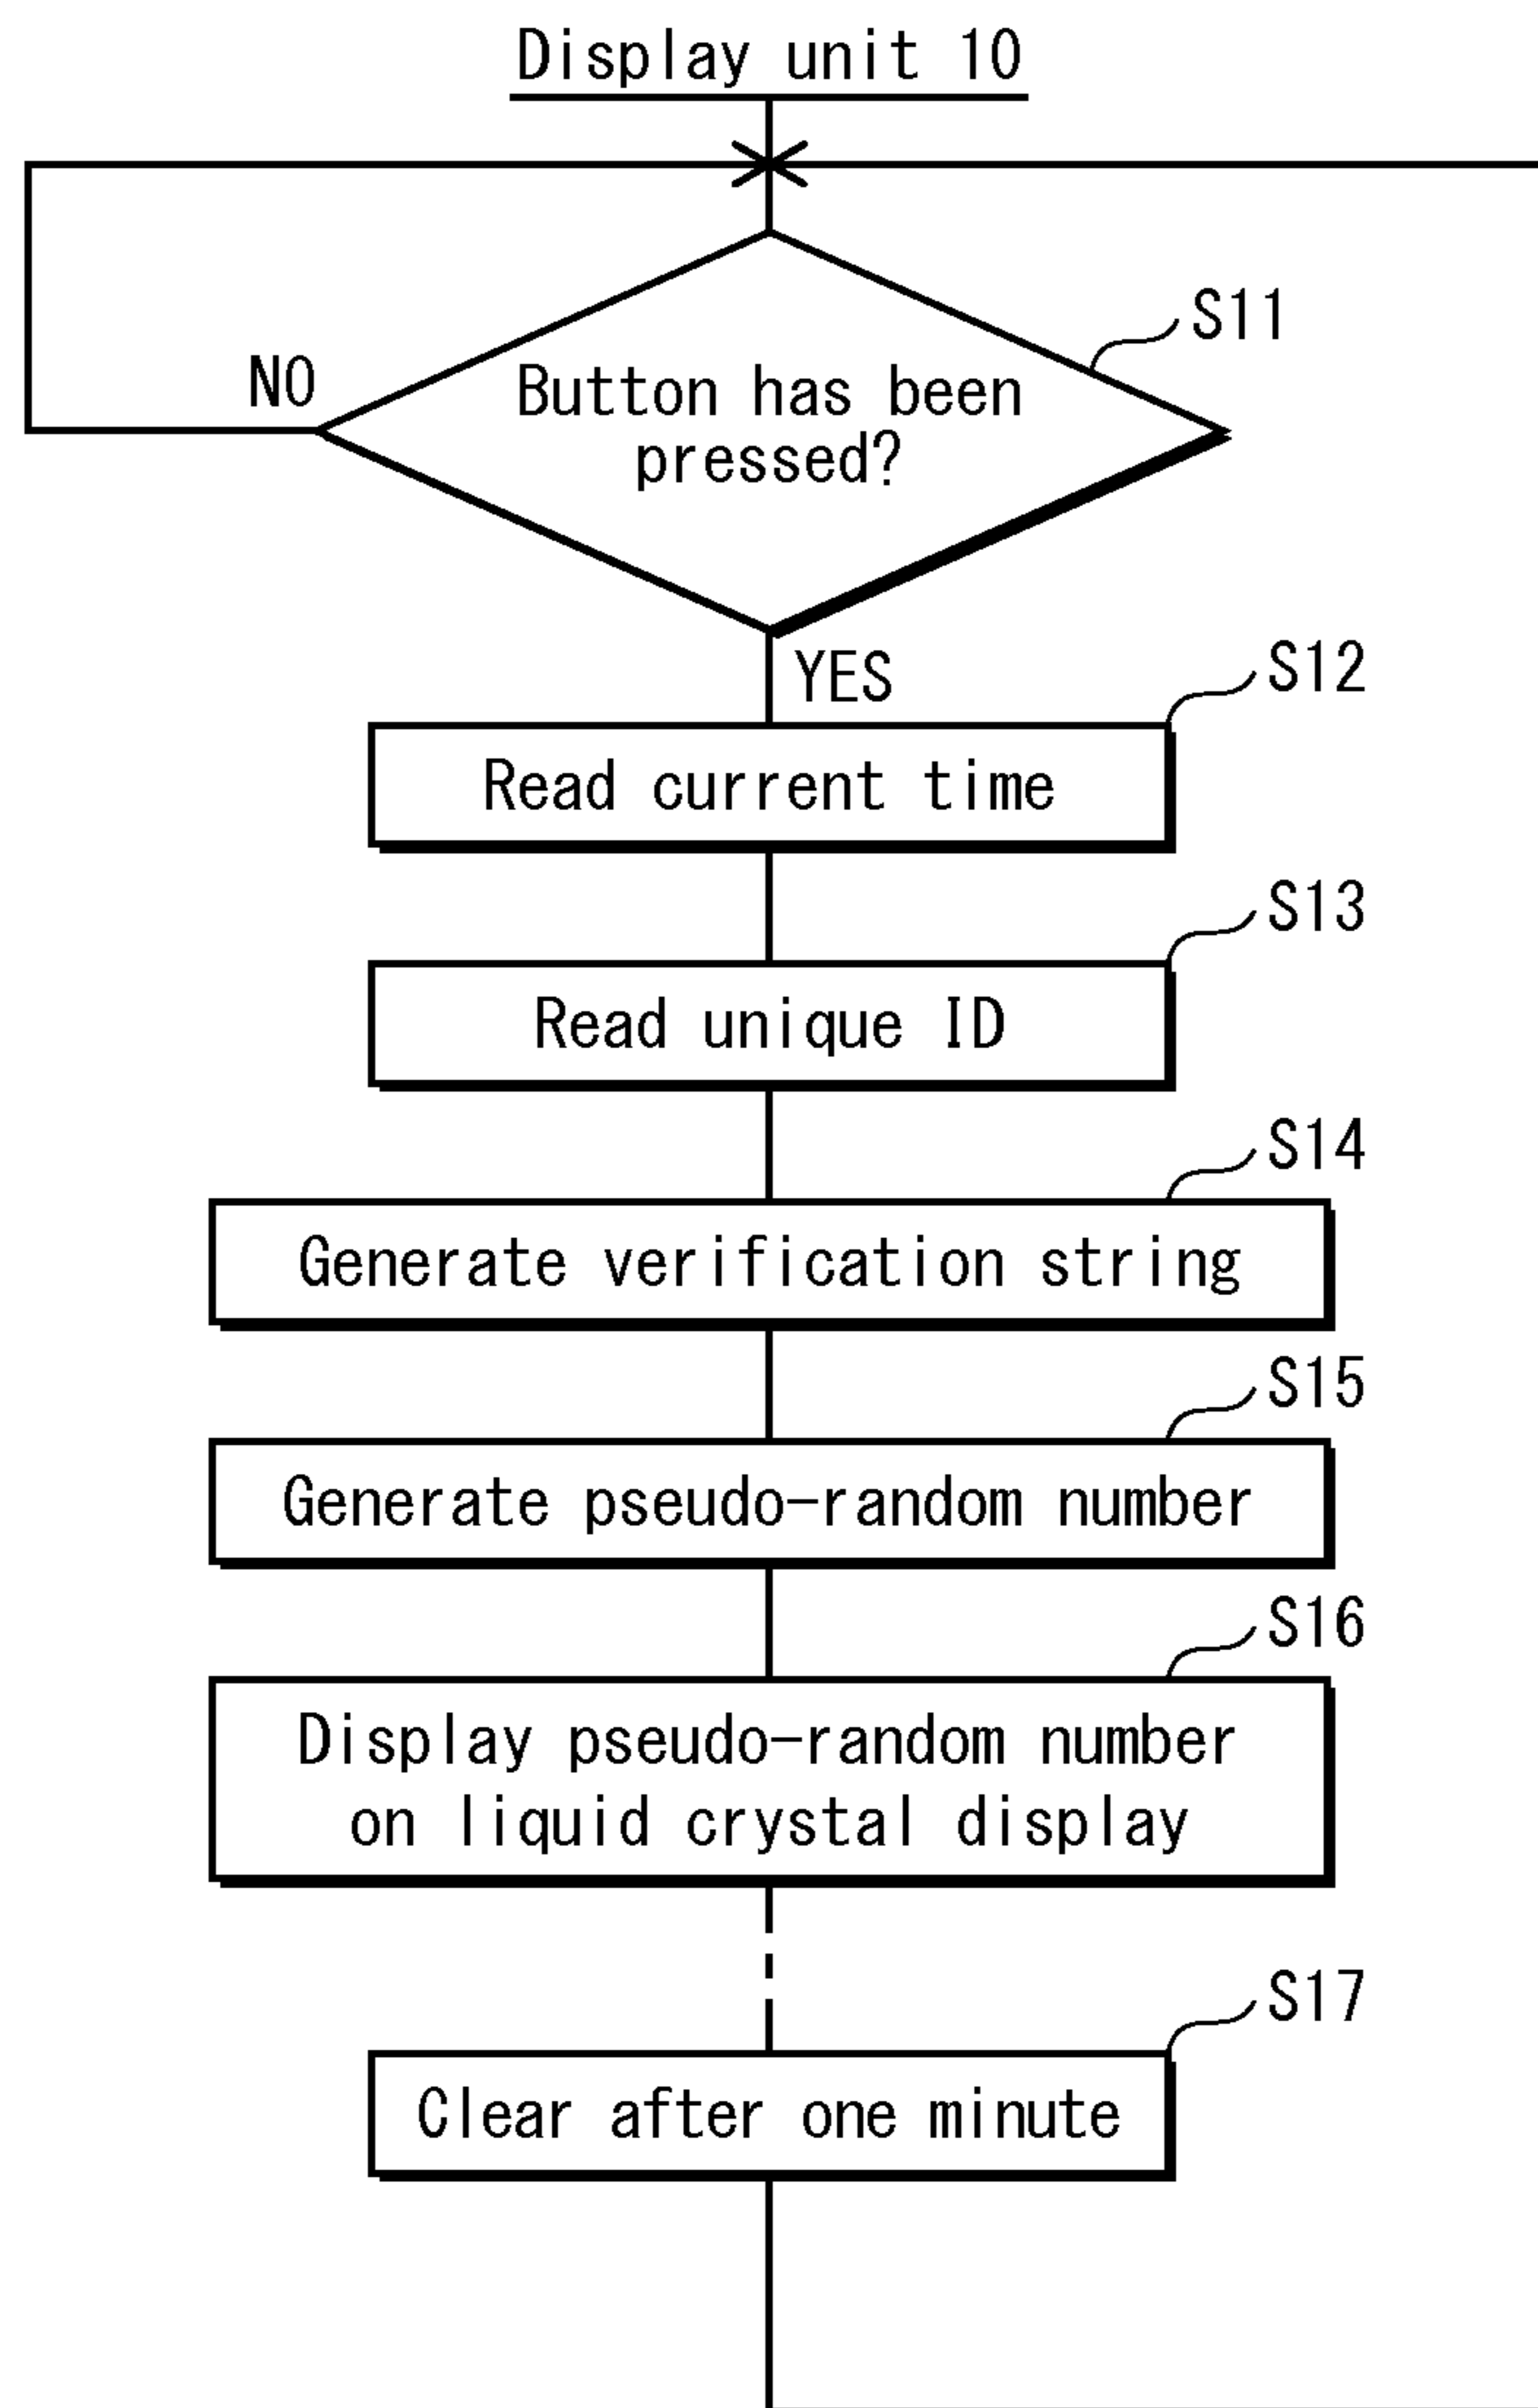 Display unit 10
S11
NO
Button has been
pressed?
YES
S12
Read current time
S13
Read unique ID
S14
Generate verification string
S15
Generate pseudo-random number
S16
Display pseudo-random number
on liquid crystal display
S17
Clear after one minute